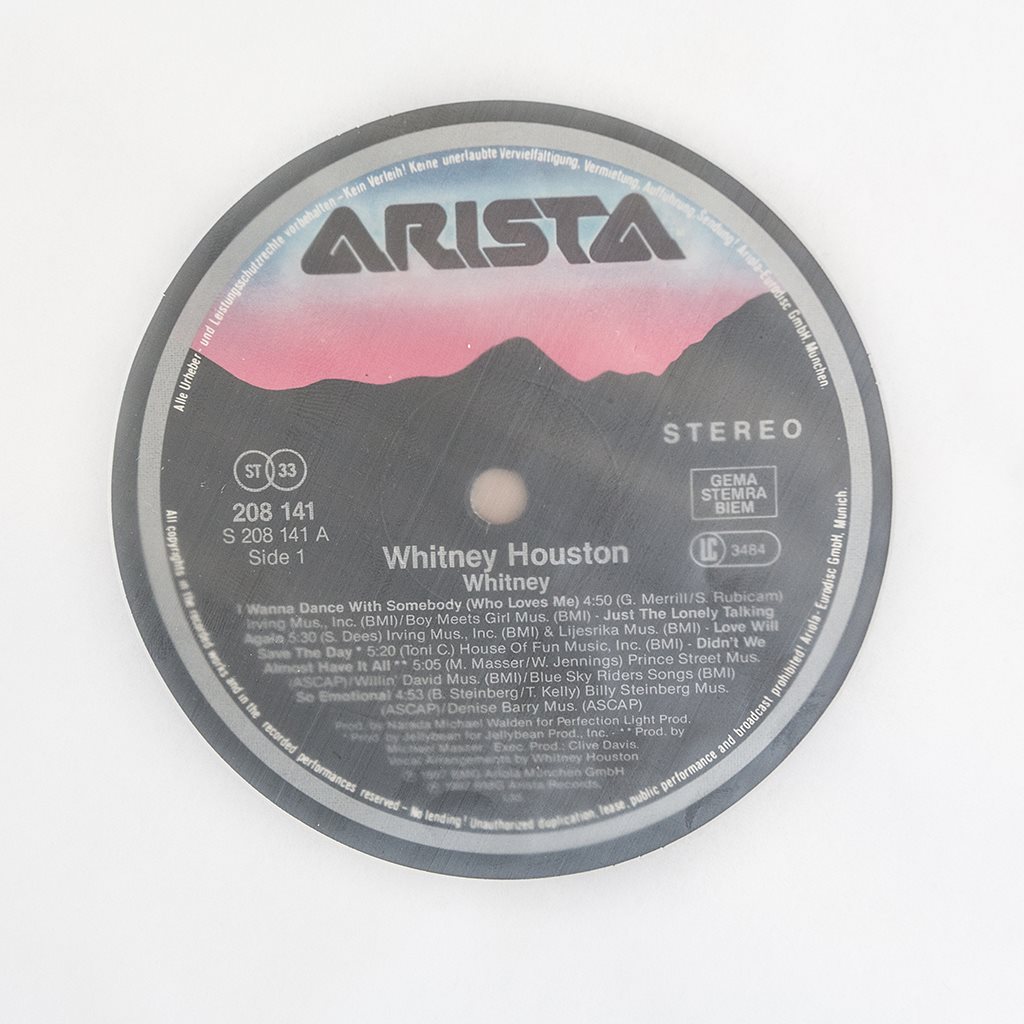 Alle Urheber- und Leistungsschutzrechte vorbehalten – Kein Verleih! Keine unerlaubte Vervielfältigung, Vermietung, Aufführung, Sendung! Ariola-Eurodisc GmbH, München.
ARISTA
STEREO
ST 33
208 141
S 208 141 A
Side 1
GEMA
STEMRA
BIEM
LC 3484
Whitney Houston
Whitney
I Wanna Dance With Somebody (Who Loves Me) 4:50 (G. Merrill/S. Rubicam)
Irving Mus., Inc. (BMI)/Boy Meets Girl Mus. (BMI) · Just The Lonely Talking
Again 5:30 (S. Dees) Irving Mus., Inc. (BMI) & Lijesrika Mus. (BMI) · Love Will
Save The Day * 5:20 (Toni C.) House Of Fun Music, Inc. (BMI) · Didn't We
Almost Have It All ** 5:05 (M. Masser/W. Jennings) Prince Street Mus.
(ASCAP)/Willin' David Mus. (BMI)/Blue Sky Riders Songs (BMI)
So Emotional 4:53 (B. Steinberg/T. Kelly) Billy Steinberg Mus.
(ASCAP)/Denise Barry Mus. (ASCAP)
Prod. by Narada Michael Walden for Perfection Light Prod.
* Prod. by Jellybean for Jellybean Prod., Inc. · ** Prod. by
Michael Masser. Exec. Prod.: Clive Davis.
Vocal Arrangements by Whitney Houston
℗ 1987 BMG Ariola München GmbH
© 1987 BMG Arista Records,
All copyrights in the recorded works and in the recorded performances reserved – No lending! Unauthorized duplication, lease, public performance and broadcast prohibited! Ariola-Eurodisc GmbH, Munich.